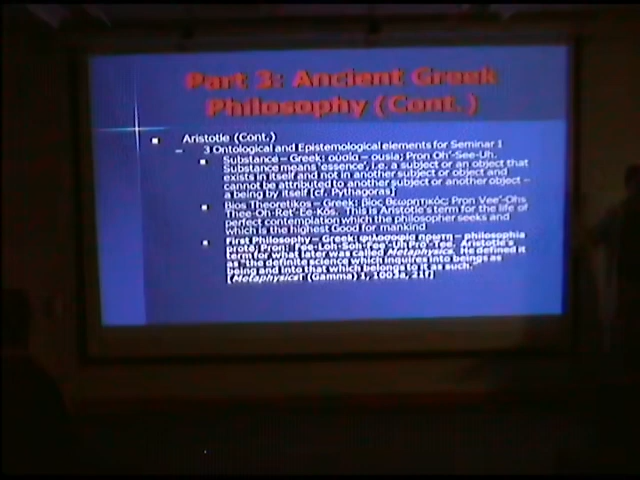 Part 3: Ancient Greek
Philosophy (Cont.)
Aristotle (Cont.)
3 Ontological and Epistemological elements for Seminar 1
Substance – Greek: ούσία – ousia; Pron Oh'-See-Uh.
Substance means 'essence', i.e. a subject or an object that
exists in itself and not in another subject or object and
cannot be attributed to another subject or another object –
a being by itself [cf. Pythagoras]
Bios Theoretikos – Greek: βίος θεωρητικός; Pron Vee'-Ohs
Thee-Oh-Ret'-Ee-Kos. This is Aristotle's term for the life of
perfect contemplation which the philosopher seeks and
which is the highest Good for mankind
First Philosophy – Greek: φιλοσοφία πρωτη – philosophia
prote; Pron: Fee-Loh-Soh-Fee'-Uh Pro'-Tee. Aristotle's
term for what later was called Metaphysics. He defined it
as "the definite science which inquires into beings as
being and into that which belongs to it as such."
[Metaphysics Γ (Gamma) 1, 1003a, 21f]